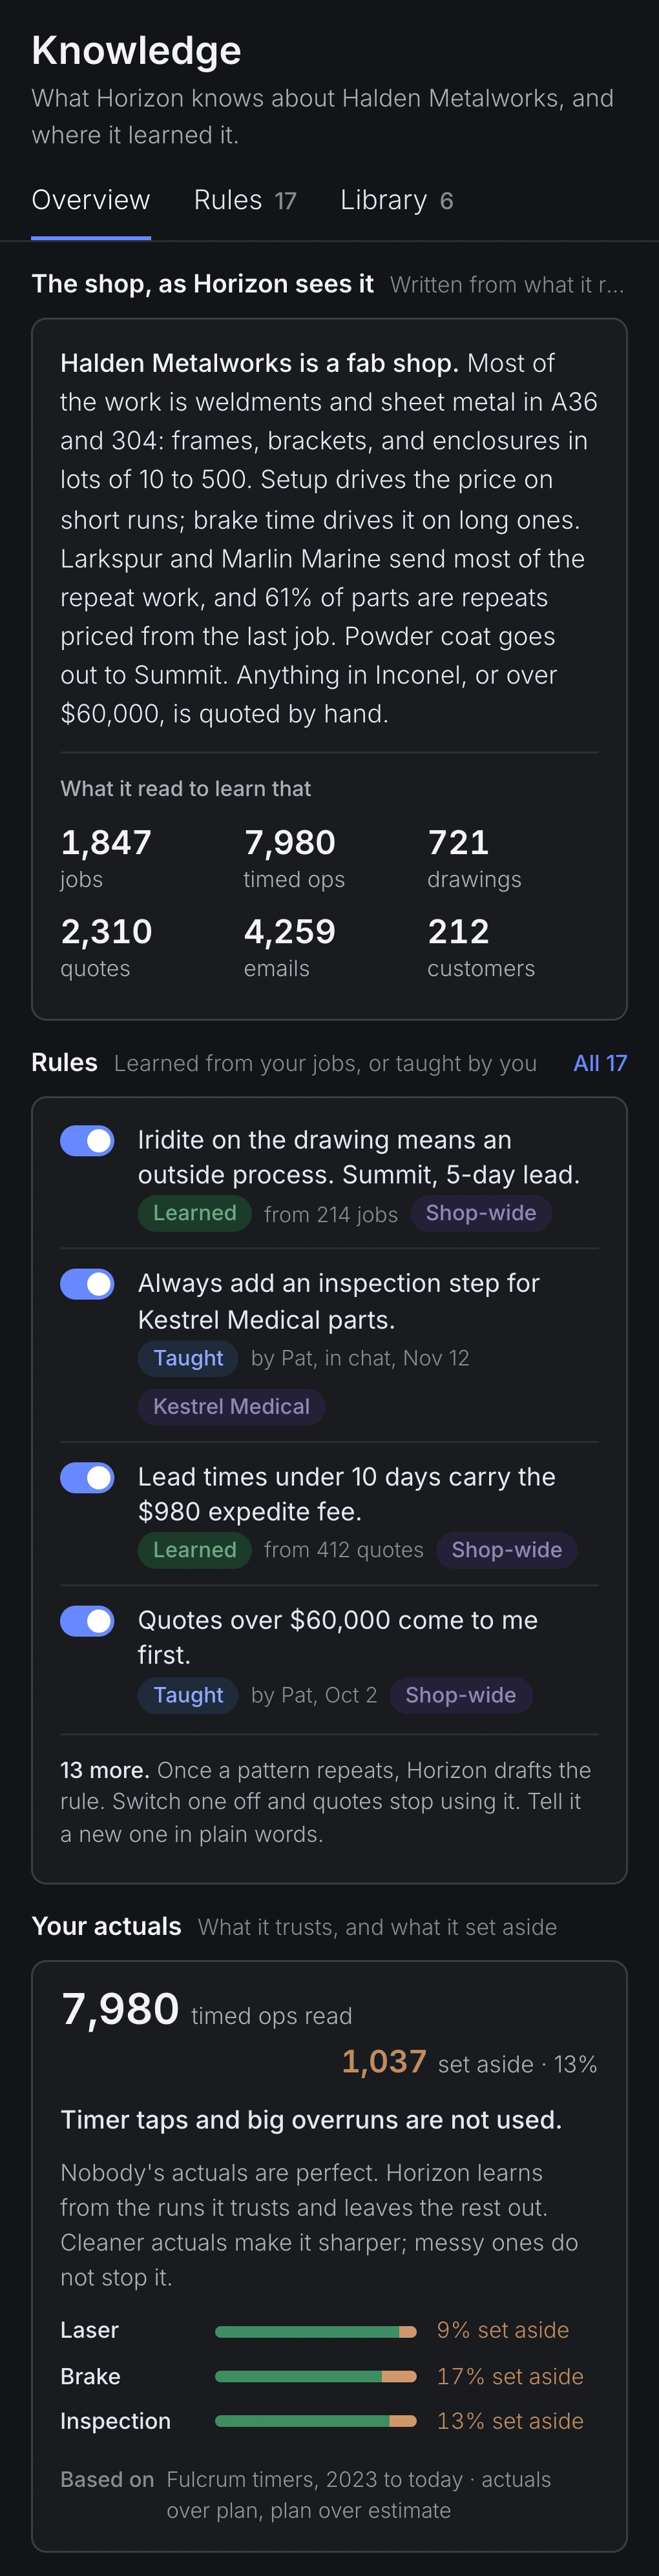 Knowledge
What Horizon knows about Halden Metalworks, and
where it learned it.
Overview Rules 17 Library 6
The shop, as Horizon sees it Written from what it r...
Halden Metalworks is a fab shop. Most of
the work is weldments and sheet metal in A36
and 304: frames, brackets, and enclosures in
lots of 10 to 500. Setup drives the price on
short runs; brake time drives it on long ones.
Larkspur and Marlin Marine send most of the
repeat work, and 61% of parts are repeats
priced from the last job. Powder coat goes
out to Summit. Anything in Inconel, or over
$60,000, is quoted by hand.
What it read to learn that
1,847 7,980 721
jobs timed ops drawings
2,310 4,259 212
quotes emails customers
Rules Learned from your jobs, or taught by you All 17
Iridite on the drawing means an
outside process. Summit, 5-day lead.
Learned from 214 jobs Shop-wide
Always add an inspection step for
Kestrel Medical parts.
Taught by Pat, in chat, Nov 12
Kestrel Medical
Lead times under 10 days carry the
$980 expedite fee.
Learned from 412 quotes Shop-wide
Quotes over $60,000 come to me
first.
Taught by Pat, Oct 2 Shop-wide
13 more. Once a pattern repeats, Horizon drafts the
rule. Switch one off and quotes stop using it. Tell it
a new one in plain words.
Your actuals What it trusts, and what it set aside
7,980 timed ops read
1,037 set aside · 13%
Timer taps and big overruns are not used.
Nobody's actuals are perfect. Horizon learns
from the runs it trusts and leaves the rest out.
Cleaner actuals make it sharper; messy ones do
not stop it.
Laser 9% set aside
Brake 17% set aside
Inspection 13% set aside
Based on Fulcrum timers, 2023 to today · actuals
over plan, plan over estimate